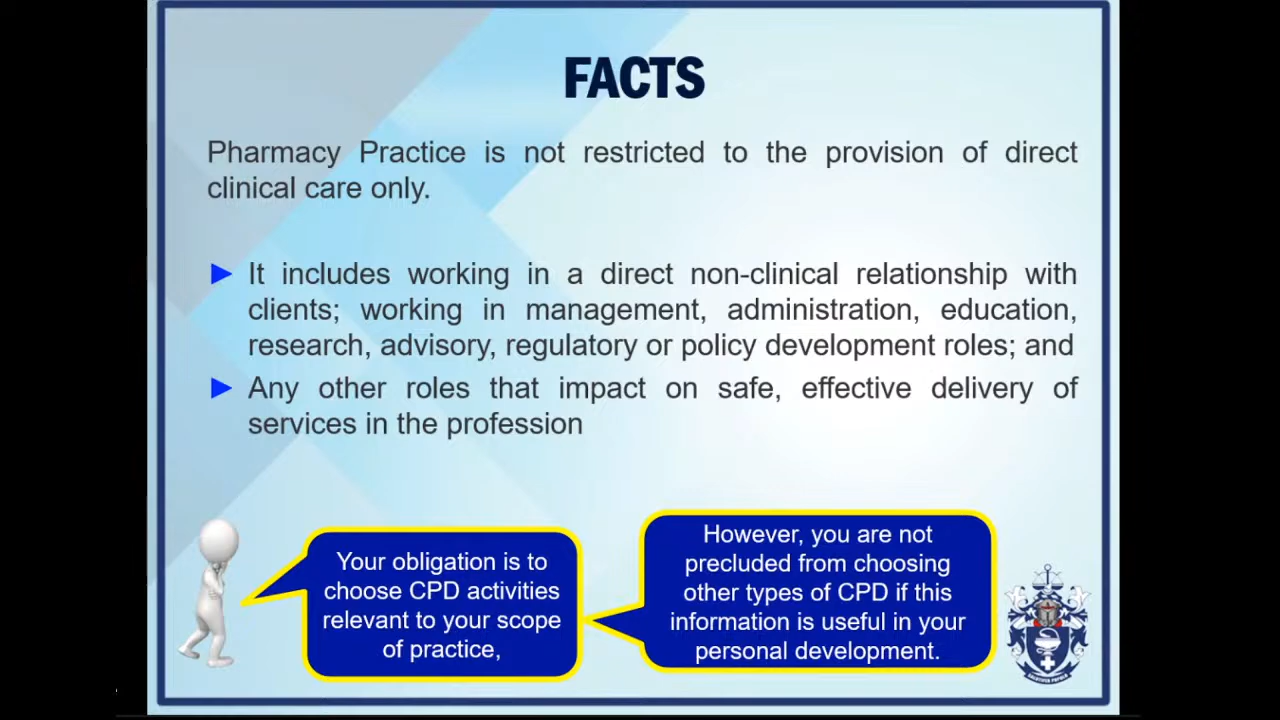 FACTS
Pharmacy Practice is not restricted to the provision of direct
clinical care only.
It includes working in a direct non-clinical relationship with
clients; working in management, administration, education,
research, advisory, regulatory or policy development roles; and
Any other roles that impact on safe, effective delivery of
services in the profession
Your obligation is to
choose CPD activities
relevant to your scope
of practice,
However, you are not
precluded from choosing
other types of CPD if this
information is useful in your
personal development.